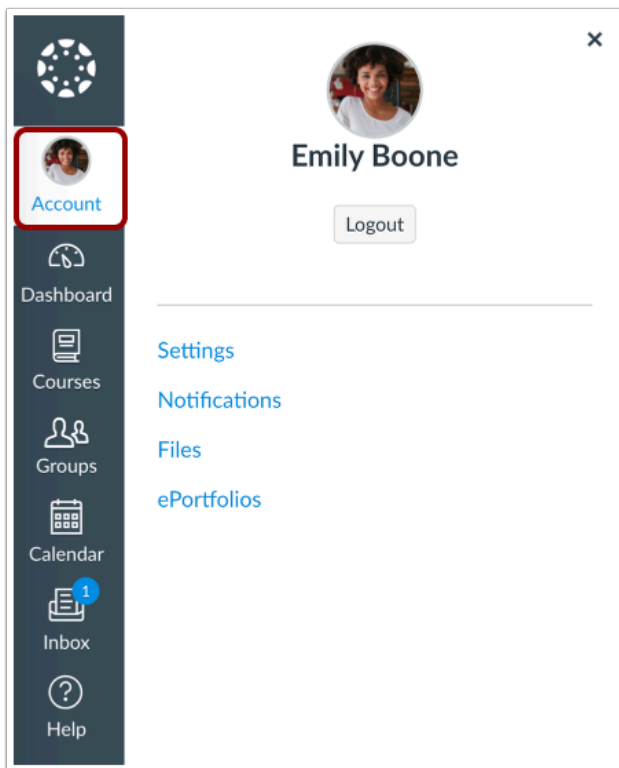 Account
Dashboard
Courses
Groups
Calendar
1
Inbox
Help
×
Emily Boone
Logout
Settings
Notifications
Files
ePortfolios